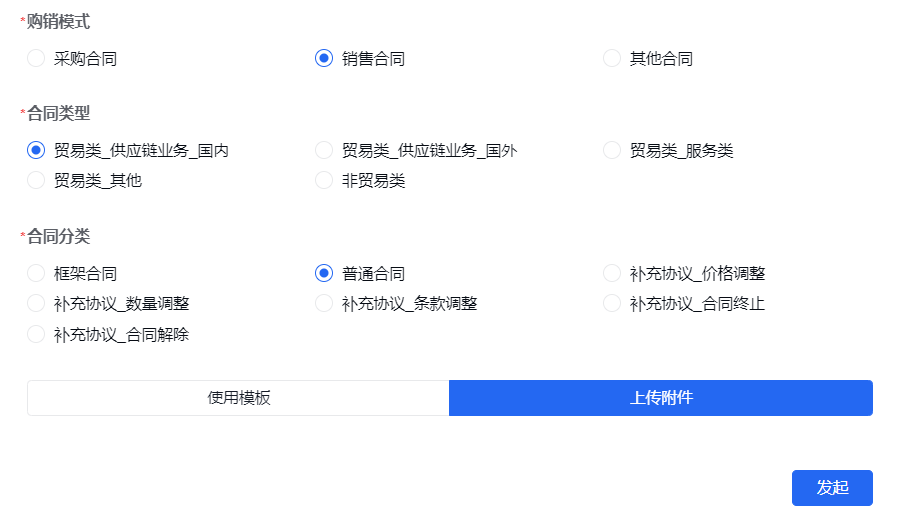 *购销模式
采购合同 销售合同 其他合同
*合同类型
贸易类_供应链业务_国内 贸易类_供应链业务_国外 贸易类_服务类
贸易类_其他 非贸易类
*合同分类
框架合同 普通合同 补充协议_价格调整
补充协议_数量调整 补充协议_条款调整 补充协议_合同终止
补充协议_合同解除
使用模板 上传附件
发起